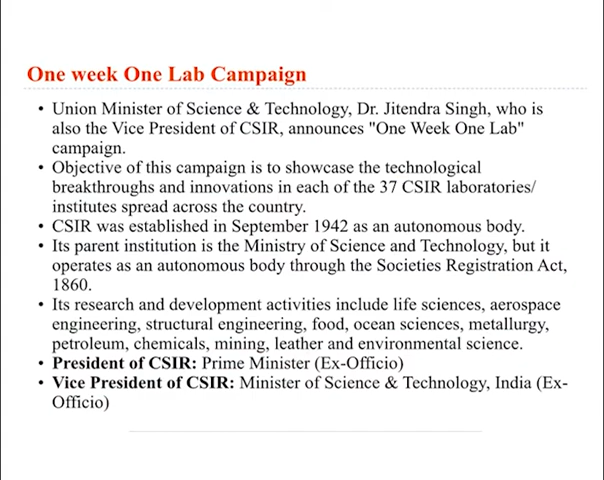 One week One Lab Campaign
• Union Minister of Science & Technology, Dr. Jitendra Singh, who is
also the Vice President of CSIR, announces "One Week One Lab"
campaign.
• Objective of this campaign is to showcase the technological
breakthroughs and innovations in each of the 37 CSIR laboratories/
institutes spread across the country.
• CSIR was established in September 1942 as an autonomous body.
• Its parent institution is the Ministry of Science and Technology, but it
operates as an autonomous body through the Societies Registration Act,
1860.
• Its research and development activities include life sciences, aerospace
engineering, structural engineering, food, ocean sciences, metallurgy,
petroleum, chemicals, mining, leather and environmental science.
• President of CSIR: Prime Minister (Ex-Officio)
• Vice President of CSIR: Minister of Science & Technology, India (Ex-
Officio)